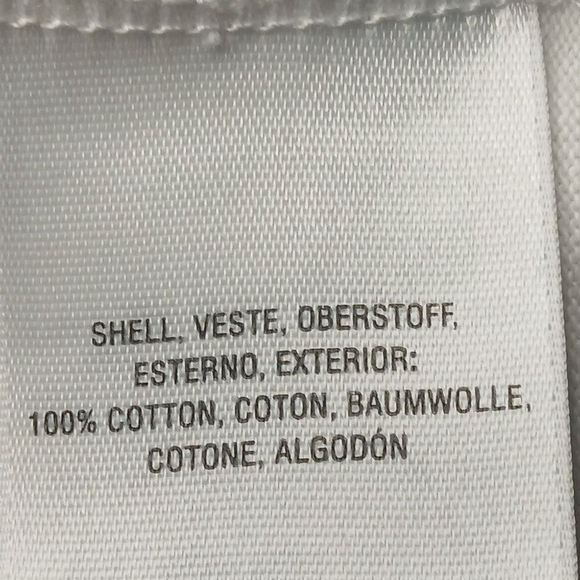 SHELL, VESTE, OBERSTOFF,
ESTERNO, EXTERIOR:
100% COTTON, COTON, BAUMWOLLE,
COTONE, ALGODÓN